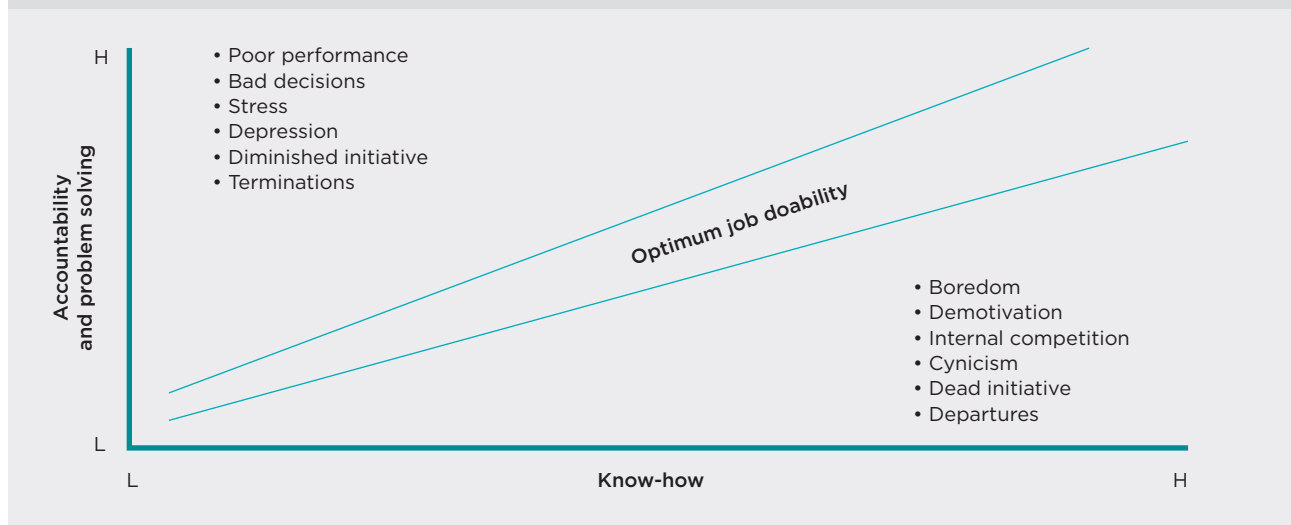 H
• Poor performance
• Bad decisions
• Stress
• Depression
• Diminished initiative
• Terminations
Accountability
and problem solving
Optimum job doability
• Boredom
• Demotivation
• Internal competition
• Cynicism
• Dead initiative
• Departures
L
L
Know-how
H